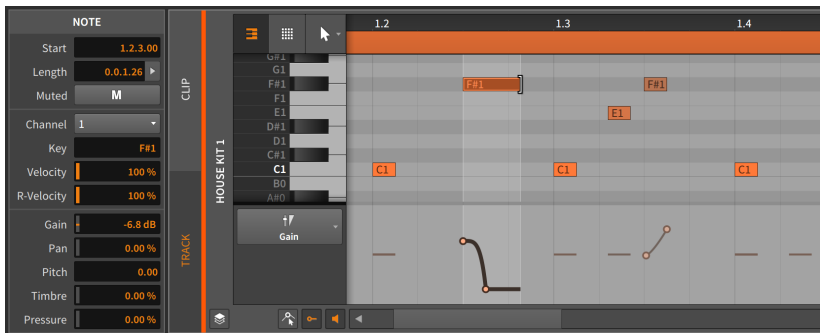 NOTE
Start 1.2.3.00
Length 0.0.1.26
Muted M
Channel 1
Key F#1
Velocity 100 %
R-Velocity 100 %
Gain -6.8 dB
Pan 0.00 %
Pitch 0.00
Timbre 0.00 %
Pressure 0.00 %
CLIP
TRACK
HOUSE KIT 1
1.2 1.3 1.4
G#1
G1
F#1 F#1 F#1
F1
E1 E1
D#1
D1
C#1
C1 C1 C1 C1
B0
A#0
Gain